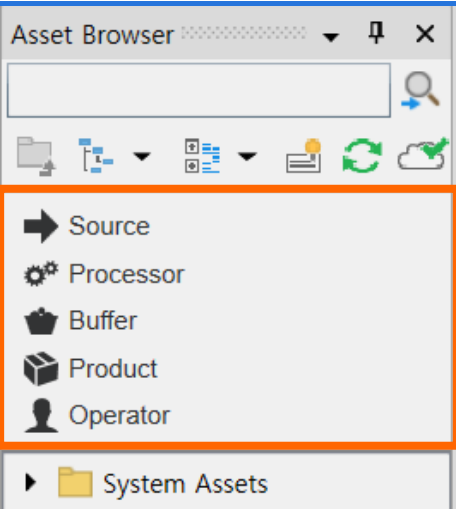 Asset Browser
Source
Processor
Buffer
Product
Operator
System Assets